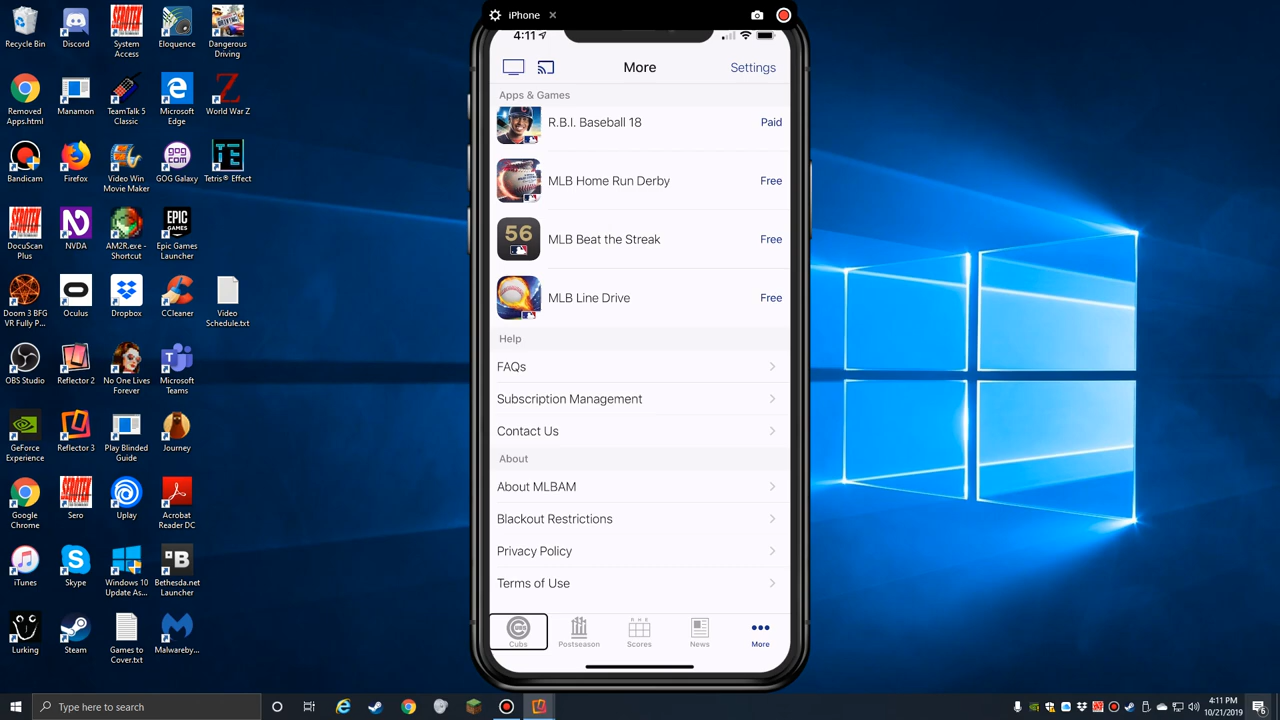 Recycle Bin
Discord
System Access
Eloquence
Dangerous Driving
Removed Apps.html
Manamon
TeamTalk 5 Classic
Microsoft Edge
World War Z
Bandicam
Firefox
Video Win Movie Maker
GOG Galaxy
Tetris® Effect
DocuScan Plus
NVDA
AM2R.exe - Shortcut
Epic Games Launcher
Doom 3 BFG VR Fully P...
Oculus
Dropbox
CCleaner
Video Schedule.txt
OBS Studio
Reflector 2
No One Lives Forever
Microsoft Teams
GeForce Experience
Reflector 3
Play Blinded Guide
Journey
Google Chrome
Sero
Uplay
Acrobat Reader DC
iTunes
Skype
Windows 10 Update As...
Bethesda.net Launcher
Lurking
Steam
Games to Cover.txt
Malwareby...
iPhone
4:11
More
Settings
Apps & Games
R.B.I. Baseball 18
Paid
MLB Home Run Derby
Free
56
MLB Beat the Streak
Free
MLB Line Drive
Free
Help
FAQs
Subscription Management
Contact Us
About
About MLBAM
Blackout Restrictions
Privacy Policy
Terms of Use
Cubs
Postseason
R H E
Scores
News
More
Type here to search
4:11 PM
10/21/2019
6